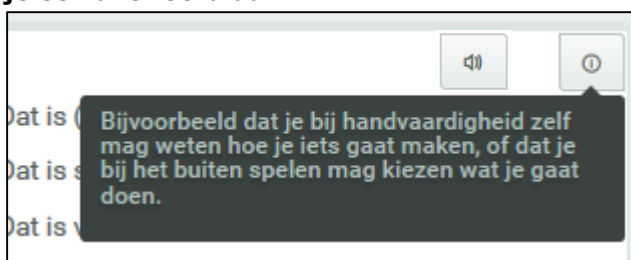 Dat is (
Bijvoorbeeld dat je bij handvaardigheid zelf
mag weten hoe je iets gaat maken, of dat je
Dat is
bij het buiten spelen mag kiezen wat je gaat
doen.
Dat is